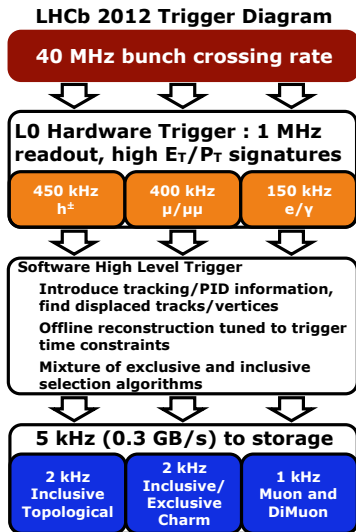 LHCb 2012 Trigger Diagram
40 MHz bunch crossing rate
L0 Hardware Trigger : 1 MHz
readout, high E_T/P_T signatures
450 kHz
h±
400 kHz
µ/µµ
150 kHz
e/γ
Software High Level Trigger
Introduce tracking/PID information,
find displaced tracks/vertices
Offline reconstruction tuned to trigger
time constraints
Mixture of exclusive and inclusive
selection algorithms
5 kHz (0.3 GB/s) to storage
2 kHz
Inclusive
Topological
2 kHz
Inclusive/
Exclusive
Charm
1 kHz
Muon and
DiMuon